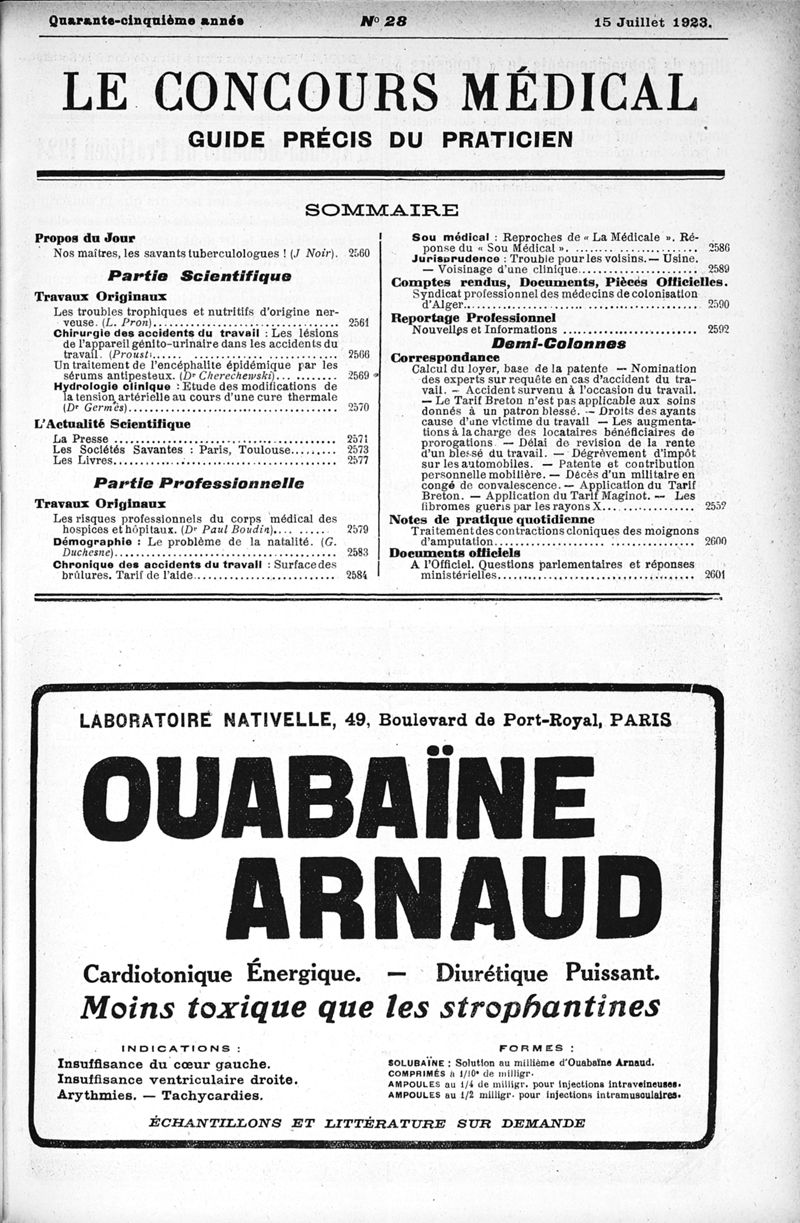 Quarante-cinquième année
N° 28
15 Juillet 1923.
LE CONCOURS MÉDICAL
GUIDE PRÉCIS DU PRATICIEN
SOMMAIRE
Propos du Jour
Nos maîtres, les savants tuberculologues ! (J Noir). 2560
Partie Scientifique
Travaux Originaux
Les troubles trophiques et nutritifs d'origine ner-
veuse. (L. Pron)................................ 2561
Chirurgie des accidents du travail : Les lésions
de l'appareil génito-urinaire dans les accidents du
travail. (Proust)................................ 2566
Un traitement de l'encéphalite épidémique par les
sérums antipesteux. (Dr Cherechewski)........... 2569
Hydrologie clinique : Etude des modifications de
la tension artérielle au cours d'une cure thermale
(Dr Germès)................................ 2570
L'Actualité Scientifique
La Presse ................................ 2571
Les Sociétés Savantes : Paris, Toulouse......... 2573
Les Livres................................ 2577
Partie Professionnelle
Travaux Originaux
Les risques professionnels du corps médical des
hospices et hôpitaux. (Dr Paul Boudin).......... 2579
Démographie : Le problème de la natalité. (G.
Duchesne)................................ 2583
Chronique des accidents du travail : Surface des
brûlures. Tarif de l'aide........................ 2584
Sou médical : Reproches de « La Médicale ». Ré-
ponse du « Sou Médical ». ........................ 2586
Jurisprudence : Trouble pour les voisins. — Usine.
— Voisinage d'une clinique........................ 2589
Comptes rendus, Documents, Pièces Officielles.
Syndicat professionnel des médecins de colonisation
d'Alger................................ 2590
Reportage Professionnel
Nouvelles et Informations ........................ 2592
Demi-Colonnes
Correspondance
Calcul du loyer, base de la patente — Nomination
des experts sur requête en cas d'accident du tra-
vail. — Accident survenu à l'occasion du travail.
— Le Tarif Breton n'est pas applicable aux soins
donnés à un patron blessé. — Droits des ayants
cause d'une victime du travail — Les augmenta-
tions à la charge des locataires bénéficiaires de
prorogations — Délai de revision de la rente
d'un blessé du travail. — Dégrèvement d'impôt
sur les automobiles. — Patente et contribution
personnelle mobilière. — Décès d'un militaire en
congé de convalescence. — Application du Tarif
Breton. — Application du Tarif Maginot. — Les
fibromes guéris par les rayons X................ 2552
Notes de pratique quotidienne
Traitement des contractions cloniques des moignons
d'amputation................................ 2600
Documents officiels
A l'Officiel. Questions parlementaires et réponses
ministérielles................................ 2601
LABORATOIRE NATIVELLE, 49, Boulevard de Port-Royal, PARIS
OUABAÏNE
ARNAUD
Cardiotonique Énergique. — Diurétique Puissant.
Moins toxique que les strophantines
INDICATIONS :
Insuffisance du cœur gauche.
Insuffisance ventriculaire droite.
Arythmies. — Tachycardies.
FORMES :
SOLUBAÏNE : Solution au millième d'Ouabaïne Arnaud.
COMPRIMÉS à 1/10e de milligr.
AMPOULES au 1/4 de milligr. pour injections intraveineuses.
AMPOULES au 1/2 milligr. pour injections intramusculaires.
ÉCHANTILLONS ET LITTÉRATURE SUR DEMANDE